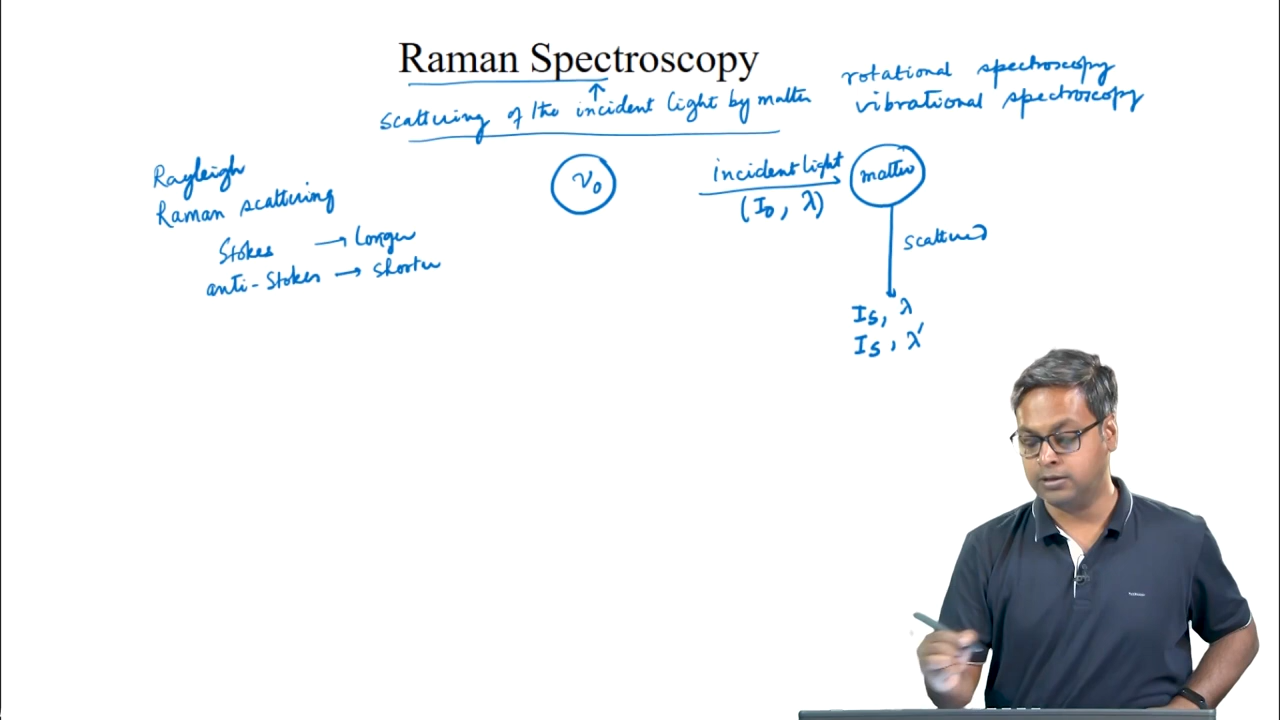 Raman Spectroscopy
rotational spectroscopy
vibrational spectroscopy
scattering of the incident light by matter
Rayleigh
Raman scattering
Stokes → Longer
anti-Stokes → shorter
ν₀
incident light
(I₀, λ)
matter
scattered
Is, λ
Is, λ'